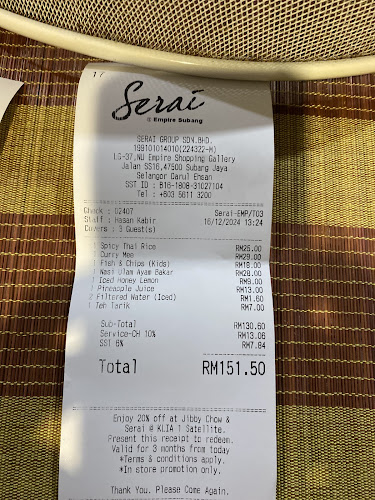 17
Serai
@ Empire Subang
SERAI GROUP SDN.BHD.
199101014010(224322-M)
LG-37,NU Empire Shopping Gallery
Jalan SS16,47500 Subang Jaya
Selangor Darul Ehsan
SST ID : B16-1808-31027104
Tel : +603 5611 3200
Check : 02407 Serai-EMP/T03
Staff : Hasan Kabir 16/12/2024 13:24
Covers : 3 Guest(s)
1 Spicy Thai Rice RM25.00
1 Curry Mee RM29.00
1 Fish & Chips (Kids) RM18.00
1 Nasi Ulam Ayam Bakar RM28.00
1 Iced Honey Lemon RM9.00
1 Pineapple Juice RM13.00
2 Filtered Water (Iced) RM1.60
1 Teh Tarik RM7.00
Sub-Total RM130.60
Service-CH 10% RM13.06
SST 6% RM7.84
Total RM151.50
Enjoy 20% off at Jibby Chow &
Serai @ KLIA 1 Satellite.
Present this receipt to redeem.
Valid for 3 months from today
*Terms & conditions apply.
*In store promotion only.
Thank You. Please Come Again.